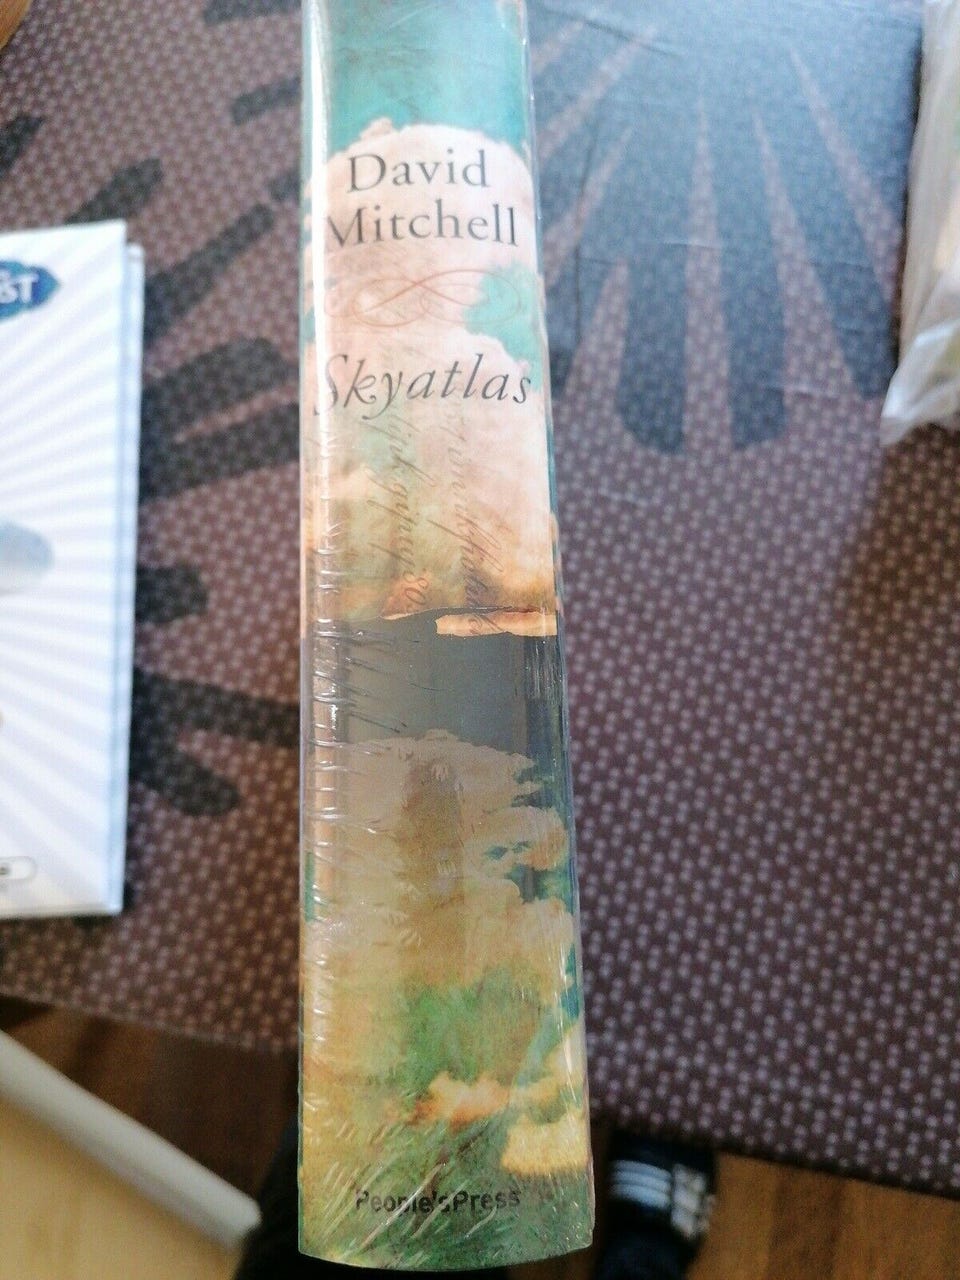 David
Mitchell
Skyatlas
People'sPress